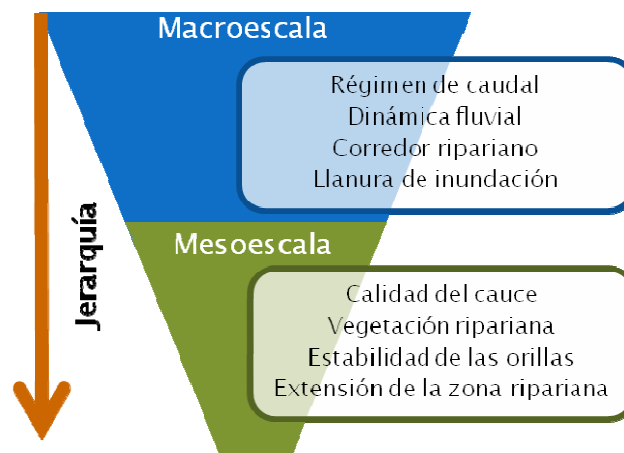 Macroescala
Régimen de caudal
Dinámica fluvial
Corredor ripariano
Llanura de inundación
Jerarquía
Mesoescala
Calidad del cauce
Vegetación ripariana
Estabilidad de las orillas
Extensión de la zona ripariana